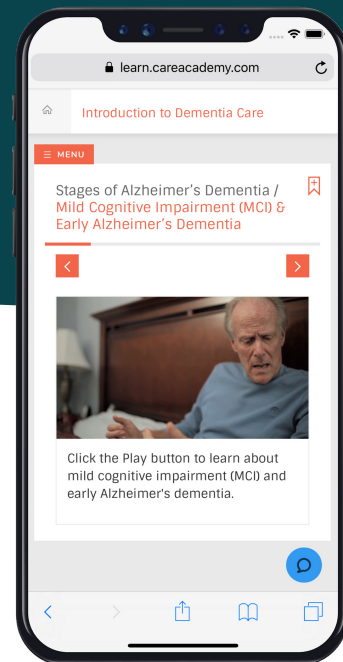 learn.careacademy.com
Introduction to Dementia Care
MENU
Stages of Alzheimer's Dementia /
Mild Cognitive Impairment (MCI) &
Early Alzheimer's Dementia
Click the Play button to learn about
mild cognitive impairment (MCI) and
early Alzheimer's dementia.